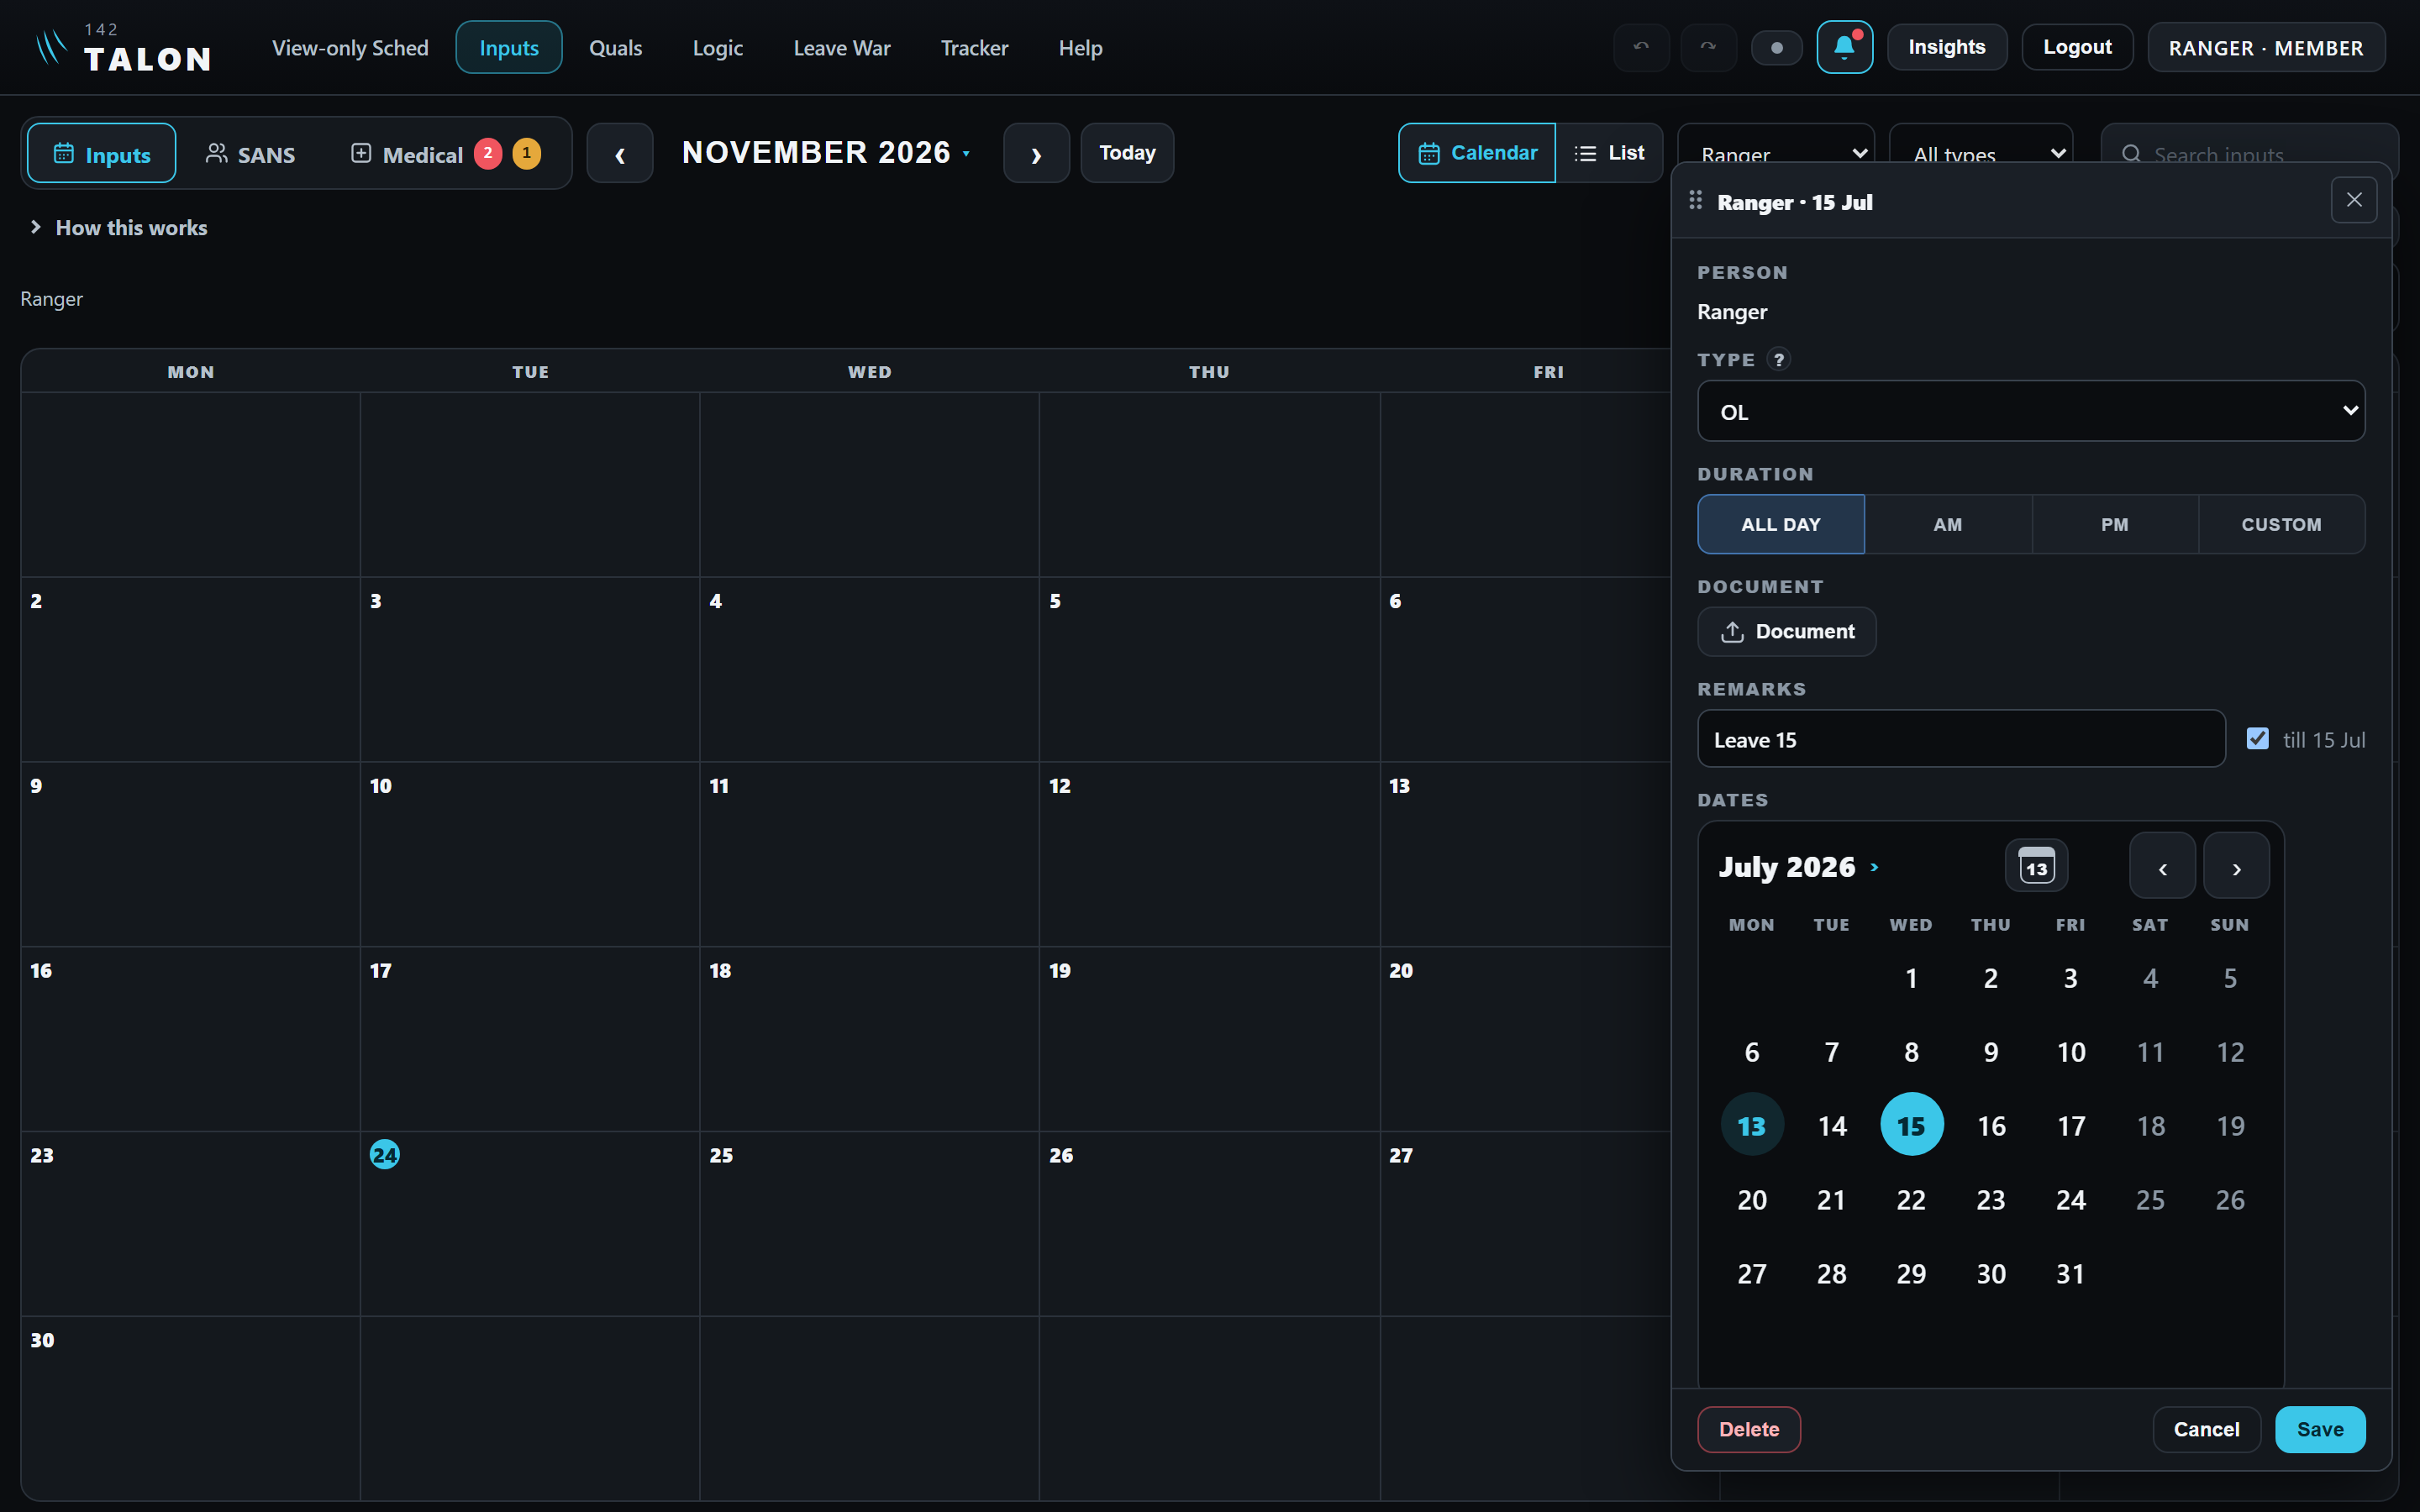 142
TALON
View-only Sched
Inputs
Quals
Logic
Leave War
Tracker
Help
Insights
Logout
RANGER · MEMBER
Inputs
SANS
Medical 2 1
‹
NOVEMBER 2026
›
Today
Calendar
List
Ranger
All types
Search inputs
How this works
Ranger
MON TUE WED THU FRI
2 3 4 5 6
9 10 11 12 13
16 17 18 19 20
23 24 25 26 27
30
Ranger · 15 Jul
PERSON
Ranger
TYPE ?
OL
DURATION
ALL DAY AM PM CUSTOM
DOCUMENT
Document
REMARKS
Leave 15
till 15 Jul
DATES
July 2026 ›
13
‹ ›
MON TUE WED THU FRI SAT SUN
1 2 3 4 5
6 7 8 9 10 11 12
13 14 15 16 17 18 19
20 21 22 23 24 25 26
27 28 29 30 31
Delete
Cancel
Save